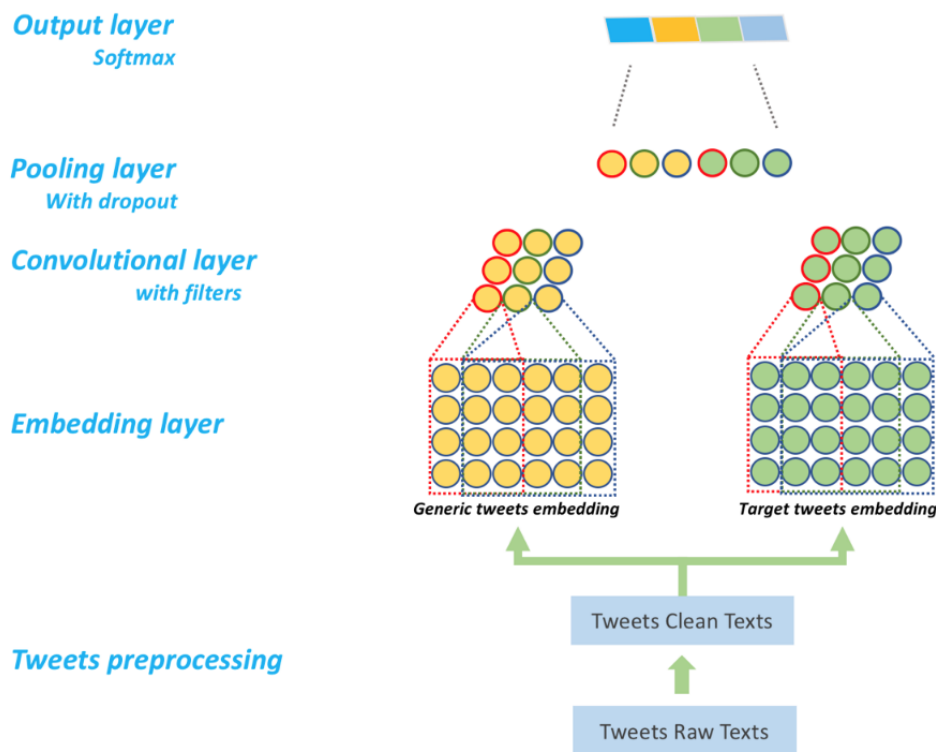 Output layer
Softmax
Pooling layer
With dropout
Convolutional layer
with filters
Embedding layer
Generic tweets embedding
Target tweets embedding
Tweets Clean Texts
Tweets preprocessing
Tweets Raw Texts